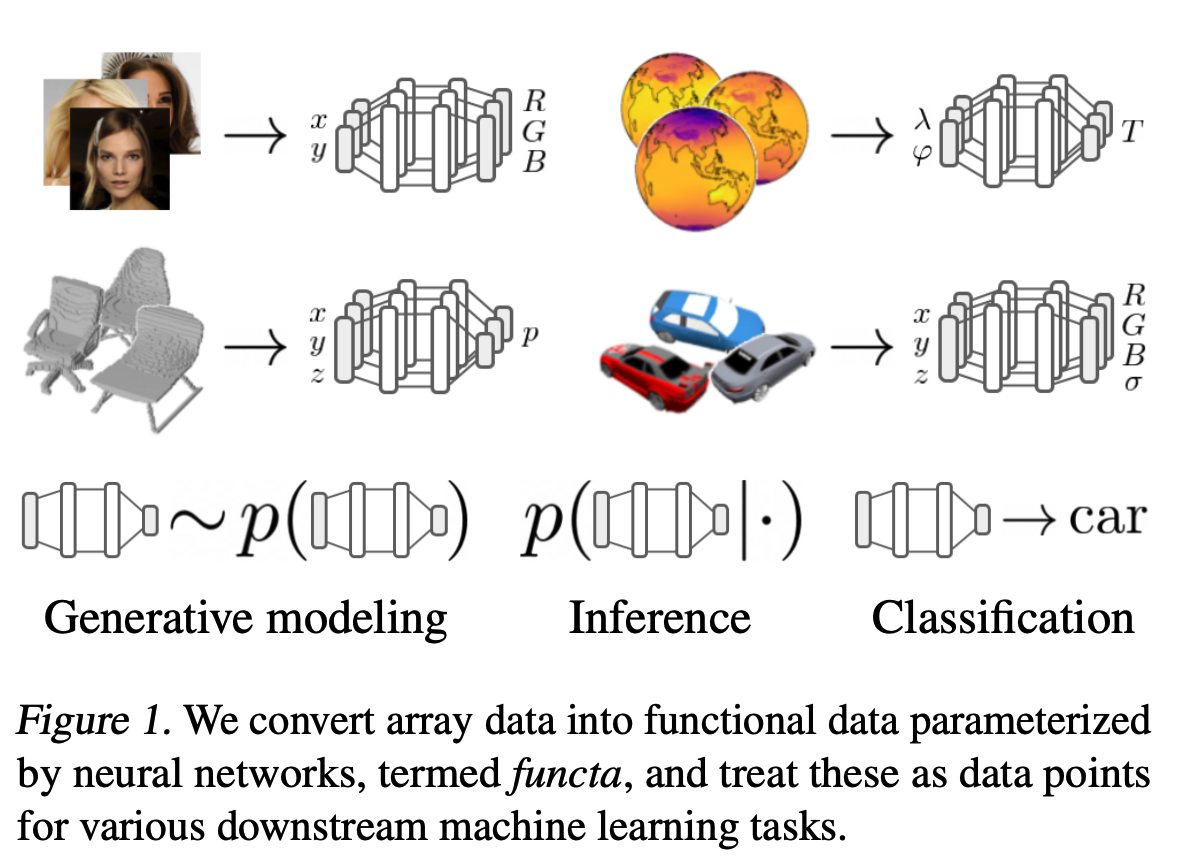 x y R G B
λ φ T
x y z p
x y z R G B σ
~ p( ) p( | · ) → car
Generative modeling Inference Classification
Figure 1. We convert array data into functional data parameterized
by neural networks, termed functa, and treat these as data points
for various downstream machine learning tasks.